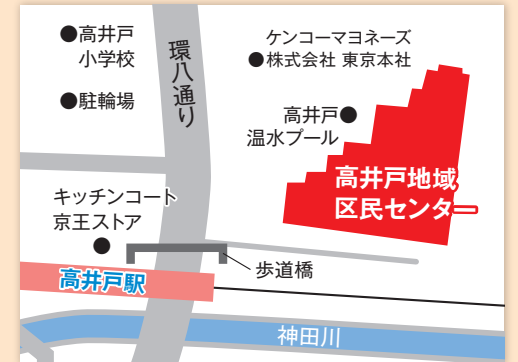 ●高井戸
小学校
●駐輪場
環八通り
ケンコーマヨネーズ
●株式会社 東京本社
高井戸●
温水プール
高井戸地域
区民センター
キッチンコート
京王ストア
●
歩道橋
高井戸駅
神田川